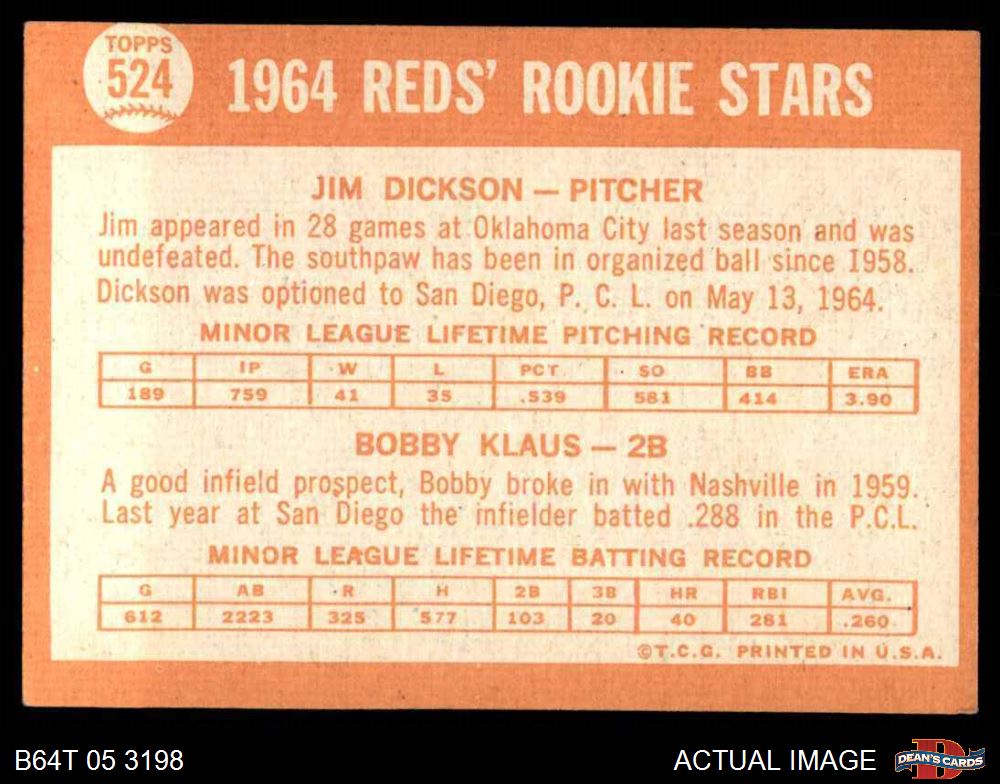 TOPPS
524
1964 REDS' ROOKIE STARS
JIM DICKSON — PITCHER
Jim appeared in 28 games at Oklahoma City last season and was
undefeated. The southpaw has been in organized ball since 1958.
Dickson was optioned to San Diego, P. C. L. on May 13, 1964.
MINOR LEAGUE LIFETIME PITCHING RECORD
G IP W L PCT. SO BB ERA
189 759 41 35 .539 581 414 3.90
BOBBY KLAUS — 2B
A good infield prospect, Bobby broke in with Nashville in 1959.
Last year at San Diego the infielder batted .288 in the P.C.L.
MINOR LEAGUE LIFETIME BATTING RECORD
G AB R H 2B 3B HR RBI AVG.
612 2223 325 577 103 20 40 281 .260
©T.C.G. PRINTED IN U.S.A.
B64T 05 3198
ACTUAL IMAGE
D
DEAN'S CARDS